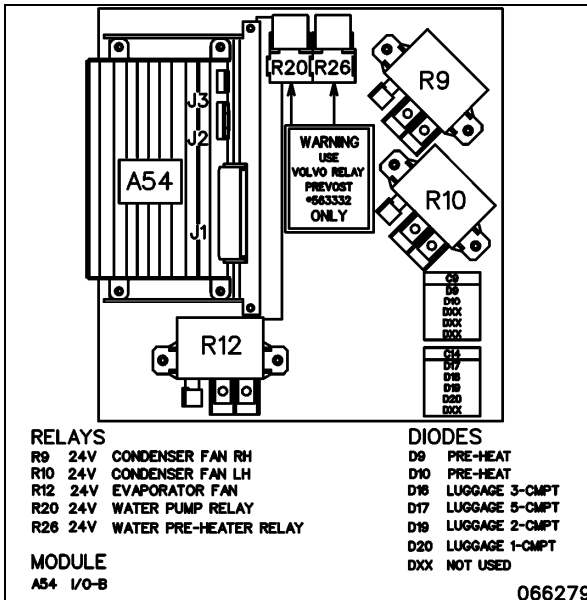 R20 R26
R9
J3
J2
A54
J1
WARNING
USE
VOLVO RELAY
PREVOST
#563332
ONLY
R10
R12
C9
D9
D10
DXX
DXX
DXX
C14
D17
D16
D19
D20
DXX
RELAYS
R9 24V CONDENSER FAN RH
R10 24V CONDENSER FAN LH
R12 24V EVAPORATOR FAN
R20 24V WATER PUMP RELAY
R26 24V WATER PRE-HEATER RELAY
MODULE
A54 I/O-B
DIODES
D9 PRE-HEAT
D10 PRE-HEAT
D16 LUGGAGE 3-CMPT
D17 LUGGAGE 5-CMPT
D19 LUGGAGE 2-CMPT
D20 LUGGAGE 1-CMPT
DXX NOT USED
066279